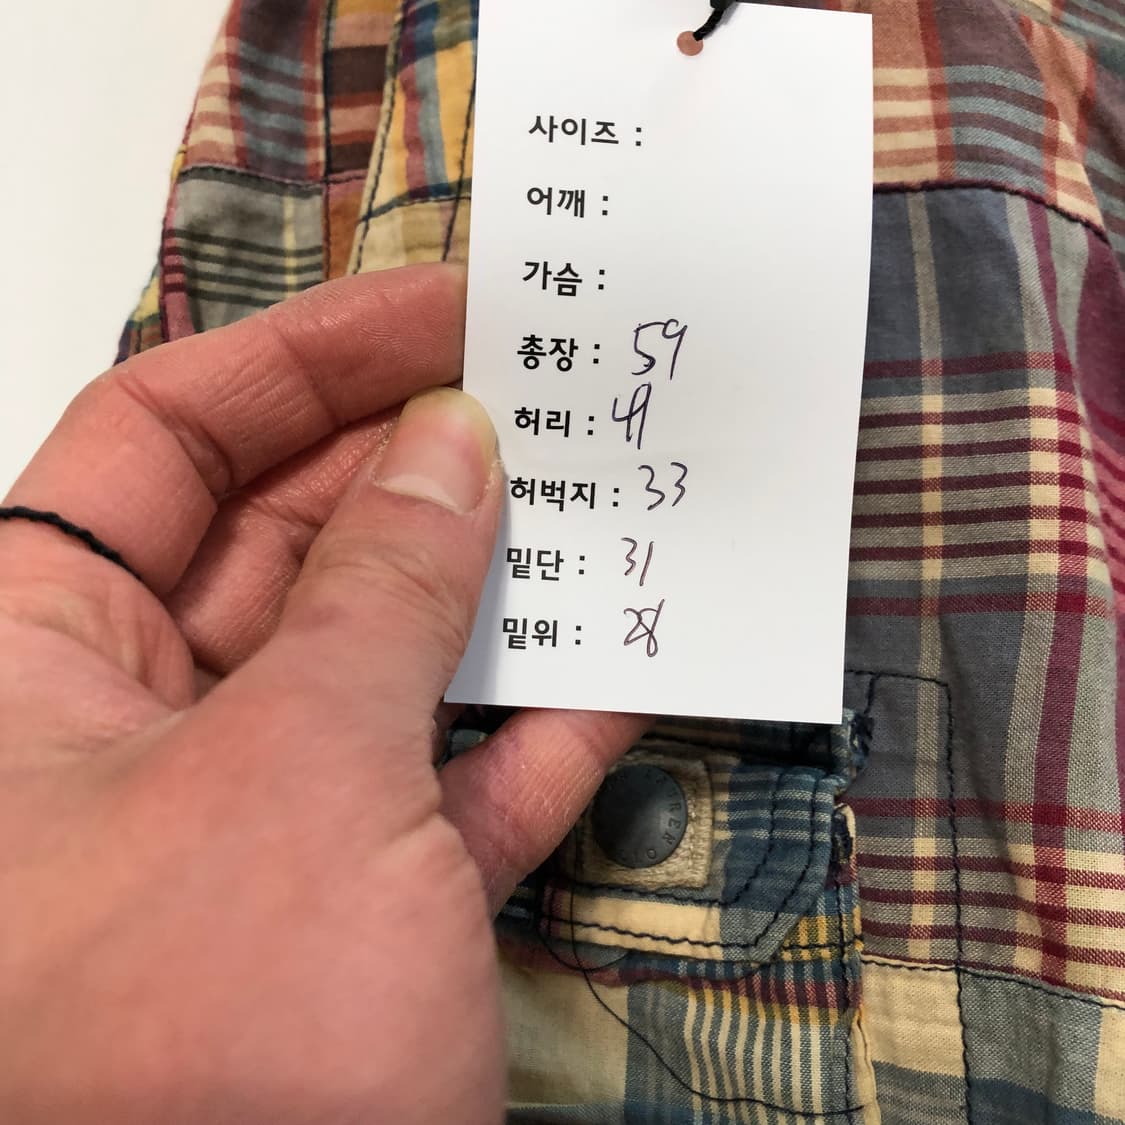 사이즈 :
어깨 :
가슴 :
총장 : 59
허리 : 49
허벅지 : 33
밑단 : 31
밑위 : 28